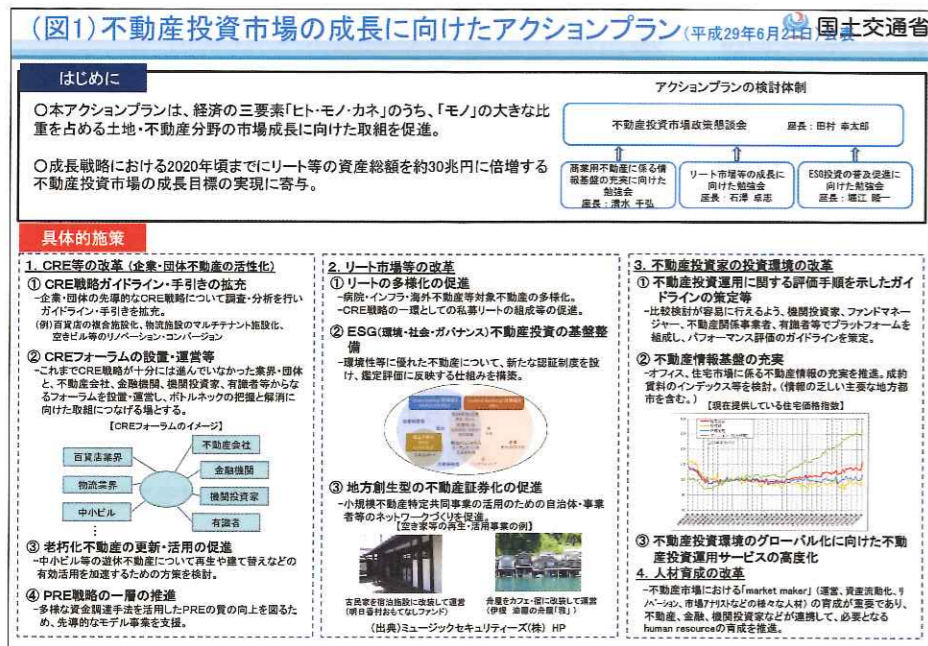 (図1)不動産投資市場の成長に向けたアクションプラン(平成29年6月21日)公表
国土交通省
はじめに
○本アクションプランは、経済の三要素「ヒト・モノ・カネ」のうち、「モノ」の大きな比
重を占める土地・不動産分野の市場成長に向けた取組を促進。
○成長戦略における2020年頃までにリート等の資産総額を約30兆円に倍増する
不動産投資市場の成長目標の実現に寄与。
アクションプランの検討体制
不動産投資市場政策懇談会 座長:田村 幸太郎
商業用不動産に係る情
報基盤の充実に向けた
勉強会
座長:清水 千弘
リート市場等の成長に
向けた勉強会
座長:石澤 卓志
ESG投資の普及促進に
向けた勉強会
座長:堀江 隆一
具体的施策
1. CRE等の改革(企業・団体不動産の活性化)
① CRE戦略ガイドライン・手引きの拡充
-企業・団体の先導的なCRE戦略について調査・分析を行い
ガイドライン・手引きを拡充。
(例)百貨店の複合施設化、物流施設のマルチテナント施設化、
空きビル等のリノベーション・コンバージョン
② CREフォーラムの設置・運営等
-これまでCRE戦略が十分には進んでいなかった業界・団体
と、不動産会社、金融機関、機関投資家、有識者等からな
るフォーラムを設置・運営し、ボトルネックの把握と解消
に向けた取組につなげる場とする。
【CREフォーラムのイメージ】
百貨店業界
物流業界
中小ビル
⋮
不動産会社
金融機関
機関投資家
有識者
③ 老朽化不動産の更新・活用の促進
-中小ビル等の遊休不動産について再生や建て替えなどの
有効活用を加速するための方策を検討。
④ PRE戦略の一層の推進
-多様な資金調達手法を活用したPREの質の向上を図るた
め、先導的なモデル事業を支援。
2. リート市場等の改革
① リートの多様化の促進
-病院・インフラ・海外不動産等対象不動産の多様化。
-CRE戦略の一環としての私募リートの組成等の促進。
② ESG(環境・社会・ガバナンス)不動産投資の基盤整
備
-環境性等に優れた不動産について、新たな認証制度を設
け、鑑定評価に反映する仕組みを構築。
③ 地方創生型の不動産証券化の促進
-小規模不動産特定共同事業の活用のための自治体・事業
者等のネットワークづくりを促進。
【空き家等の再生・活用事業の例】
古民家を宿泊施設に改装して運営
(明日香村おもてなしファンド)
舟屋をカフェ・宿に改装して運営
(伊根 油屋の舟屋「雅」)
(出典)ミュージックセキュリティーズ(株) HP
3. 不動産投資家の投資環境の改革
① 不動産投資運用に関する評価手順を示したガイ
ドラインの策定等
-比較検討が容易に行えるよう、機関投資家、ファンドマネー
ジャー、不動産関係事業者、有識者等でプラットフォームを
組成し、パフォーマンス評価のガイドラインを策定。
② 不動産情報基盤の充実
-オフィス、住宅市場に係る不動産情報の充実を推進。成約
賃料のインデックス等を検討。(情報の乏しい主要な地方都
市を含む。)
【現在提供している住宅価格指数】
③ 不動産投資環境のグローバル化に向けた不動
産投資運用サービスの高度化
4. 人材育成の改革
-不動産市場における「market maker」(運営、資産流動化、リ
ノベーション、市場アナリストなどの様々な人材)の育成が重要であり、
不動産、金融、機関投資家などが連携して、必要となる
human resourceの育成を推進。